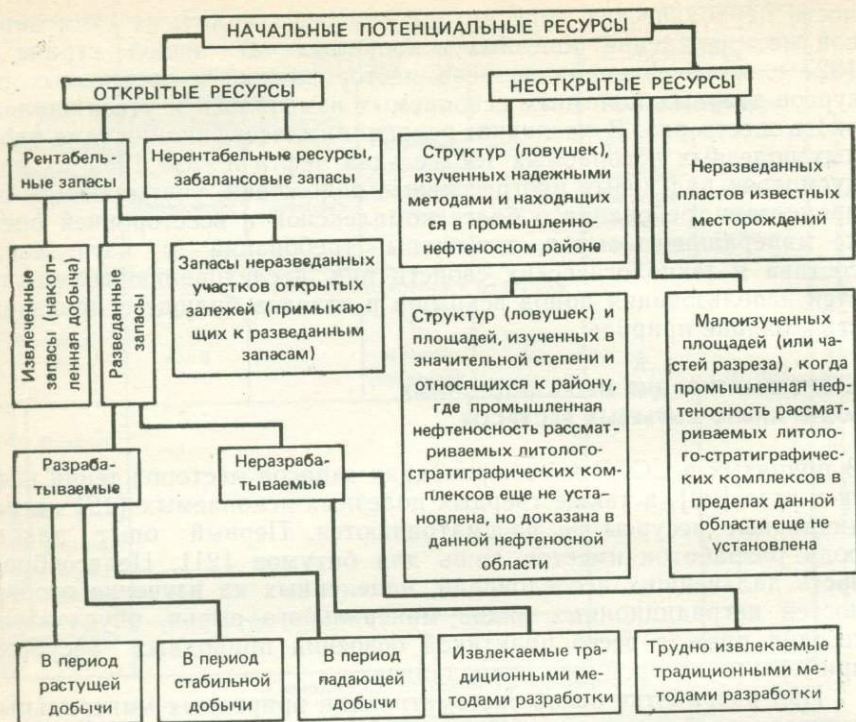 НАЧАЛЬНЫЕ ПОТЕНЦИАЛЬНЫЕ РЕСУРСЫ
ОТКРЫТЫЕ РЕСУРСЫ
НЕОТКРЫТЫЕ РЕСУРСЫ
Рентабель-
ные запасы
Нерентабельные ресурсы,
забалансовые запасы
Структур (ловушек),
изученных надежными
методами и находящих
ся в промышленном
нефтеносном районе
Неразведанных
пластов известных
месторождений
Извлеченные
запасы (накоп-
ленная добыча)
Разведанные
запасы
Запасы неразведанных
участков открытых
залежей (примыкаю
щих к разведанным
запасам)
Структур (ловушек) и
площадей, изученных в
значительной степени и
относящихся к району,
где промышленная
нефтеносность рассмат-
риваемых литолого-
стратиграфических ком-
плексов еще не уста-
новлена, но доказана
в данной нефтеносной
области
Малоизученных
площадей (или ча-
стей разреза), когда
промышленная неф-
теносность рассмат-
риваемых литоло-
го-стратиграфичес-
ких комплексов в
пределах данной
области еще не
установлена
Разраба-
тываемые
Неразраба-
тываемые
В период
растущей
добычи
В период
стабильной
добычи
В период
падающей
добычи
Извлекаемые тра-
диционными ме-
тодами разработки
Трудно извлекаемые
традиционными ме-
тодами разработки